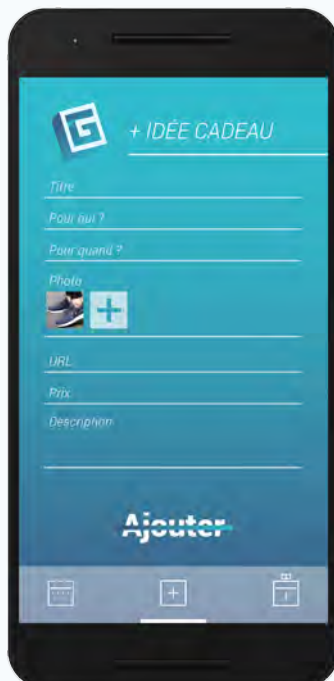 G
+ IDÉE CADEAU
Titre
Pour qui ?
Pour quand ?
Photo
URL
Prix
Description
Ajouter